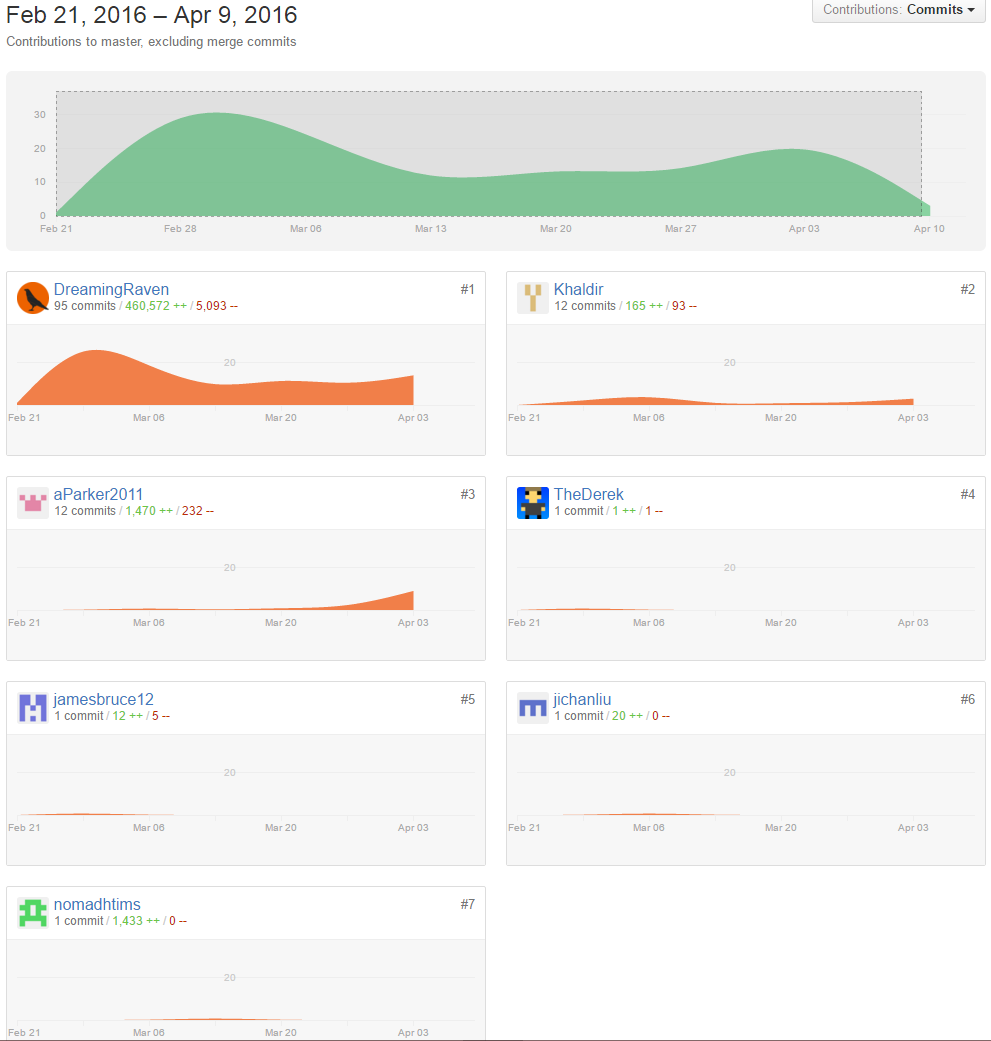 Feb 21, 2016 – Apr 9, 2016
Contributions: Commits
Contributions to master, excluding merge commits
30
20
10
0
Feb 21 Feb 28 Mar 06 Mar 13 Mar 20 Mar 27 Apr 03 Apr 10
DreamingRaven #1
95 commits / 460,572 ++ / 5,093 --
20
Feb 21 Mar 06 Mar 20 Apr 03
Khaldir #2
12 commits / 165 ++ / 93 --
20
Feb 21 Mar 06 Mar 20 Apr 03
aParker2011 #3
12 commits / 1,470 ++ / 232 --
20
Feb 21 Mar 06 Mar 20 Apr 03
TheDerek #4
1 commit / 1 ++ / 1 --
20
Feb 21 Mar 06 Mar 20 Apr 03
jamesbruce12 #5
1 commit / 12 ++ / 5 --
20
Feb 21 Mar 06 Mar 20 Apr 03
jichanliu #6
1 commit / 20 ++ / 0 --
20
Feb 21 Mar 06 Mar 20 Apr 03
nomadhtims #7
1 commit / 1,433 ++ / 0 --
20
Feb 21 Mar 06 Mar 20 Apr 03